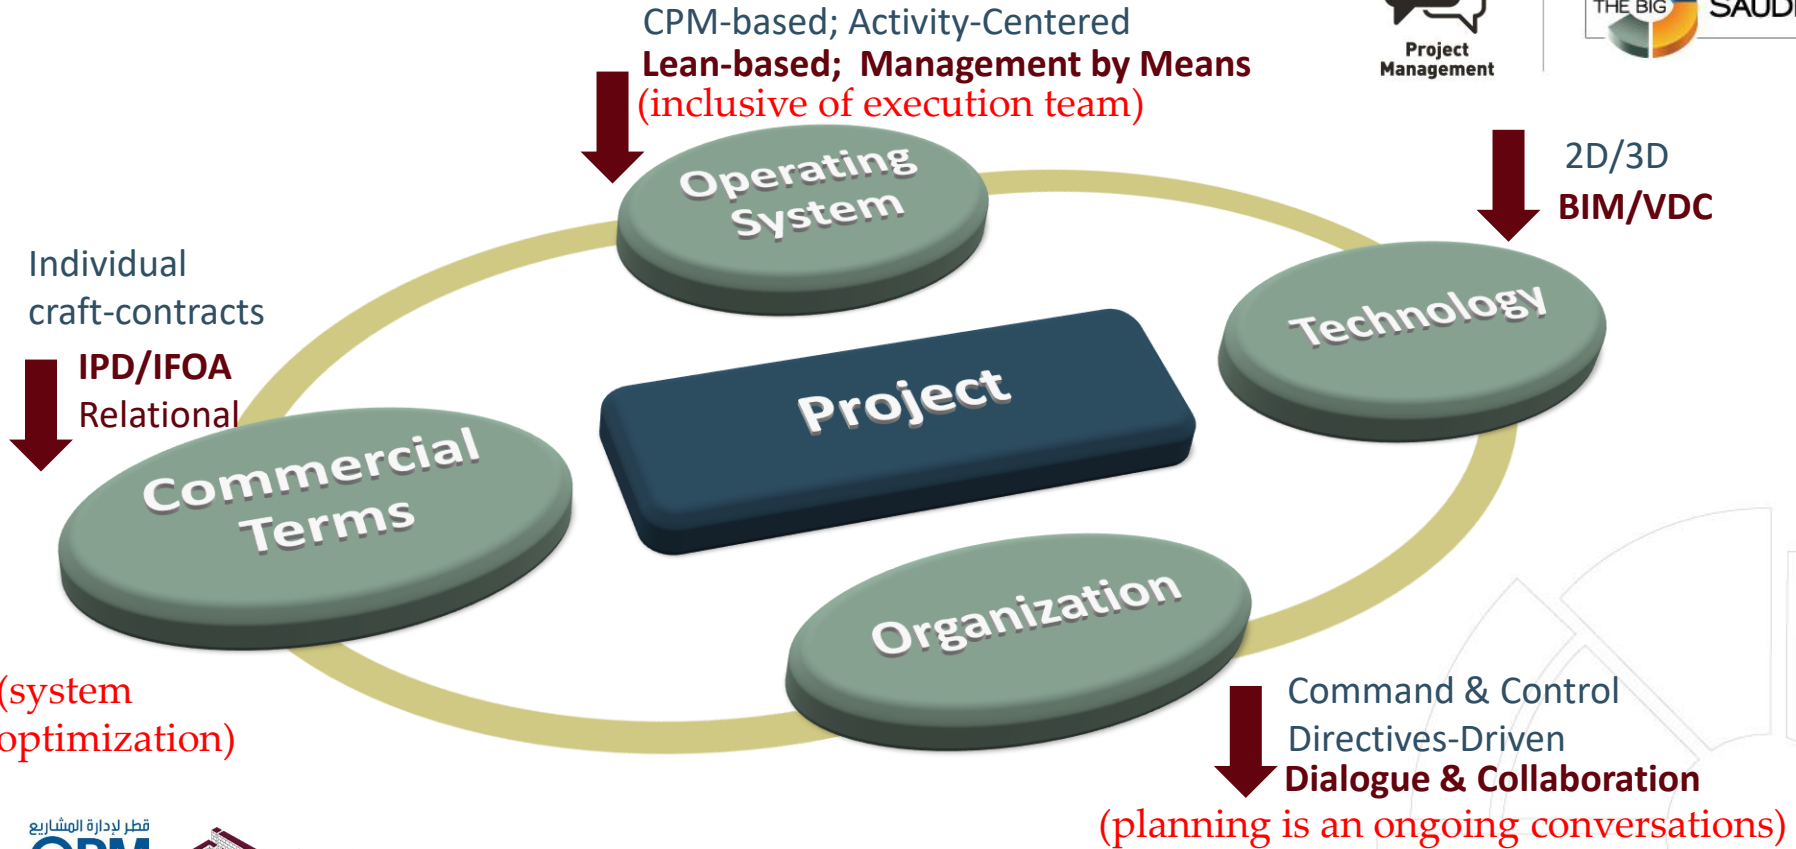 CPM-based; Activity-Centered
Lean-based; Management by Means
(inclusive of execution team)
Project
Management
THE BIG
2D/3D
BIM/VDC
Operating
System
Technology
Individual
craft-contracts
IPD/IFOA
Relational
Project
Commercial
Terms
Organization
(system
optimization)
Command & Control
Directives-Driven
Dialogue & Collaboration
(planning is an ongoing conversations)
قطر لإدارة المشاريع
QPM